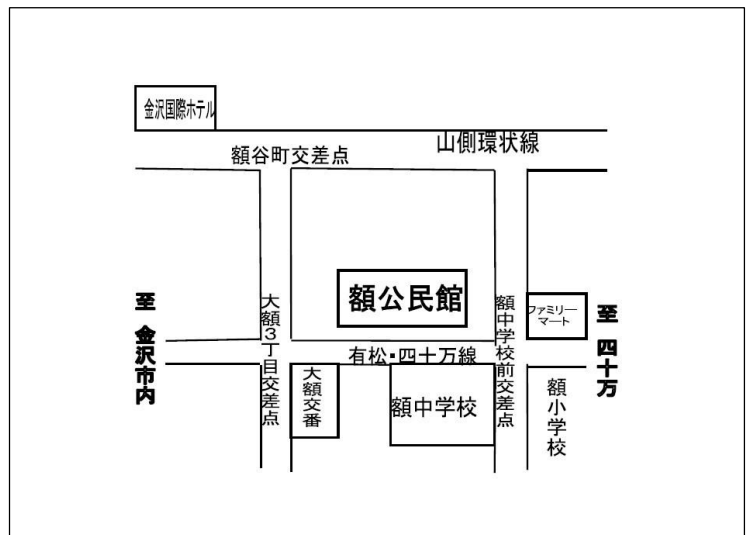 金沢国際ホテル
山側環状線
額谷町交差点
額公民館
至 金沢市内
大額3丁目交差点
額中学校前交差点
ファミリー
マート
至 四十万
有松・四十万線
大額交番
額中学校
額小学校